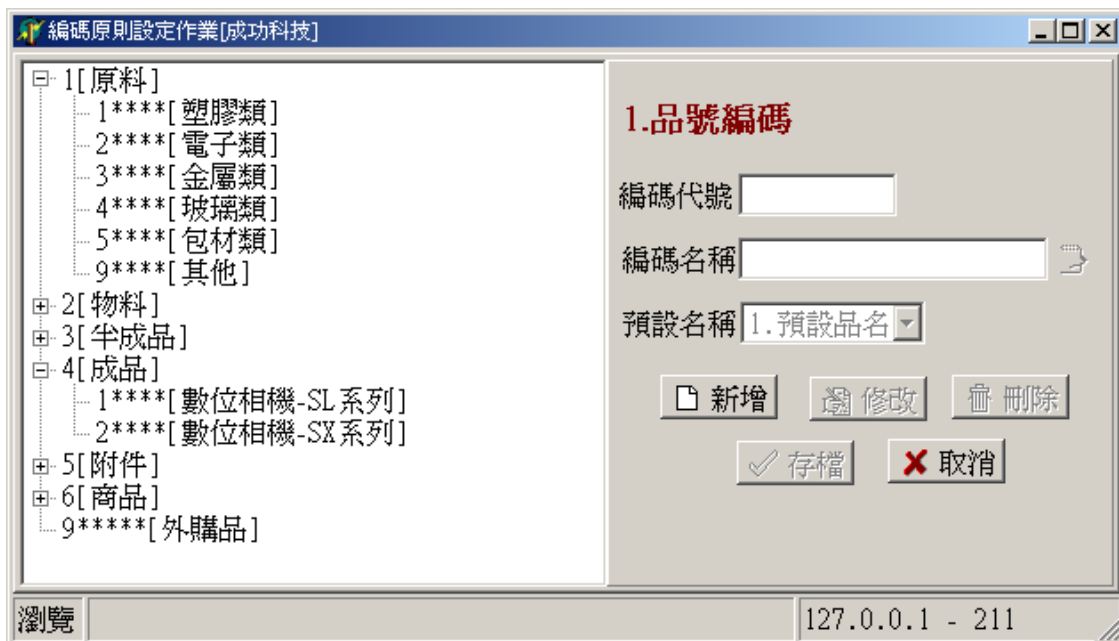 編碼原則設定作業[成功科技]
1[原料]
1****[塑膠類]
2****[電子類]
3****[金屬類]
4****[玻璃類]
5****[包材類]
9****[其他]
2[物料]
3[半成品]
4[成品]
1****[數位相機-SL系列]
2****[數位相機-SX系列]
5[附件]
6[商品]
9*****[外購品]
1.品號編碼
編碼代號
編碼名稱
預設名稱 1.預設品名
新增 修改 刪除
存檔 取消
瀏覽 127.0.0.1 - 211